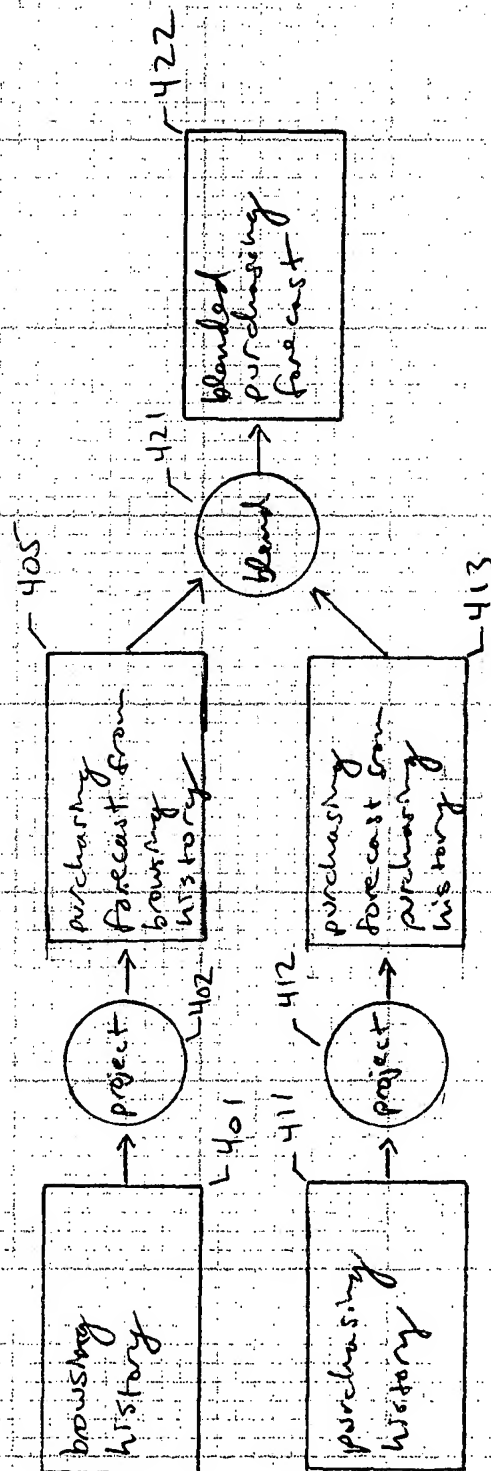 browsing
history
401
project
402
purchasing
forecast from
browsing
history
405
purchasing
history
411
project
412
purchasing
forecast from
purchasing
history
413
blend
421
blended
purchasing
forecast
422